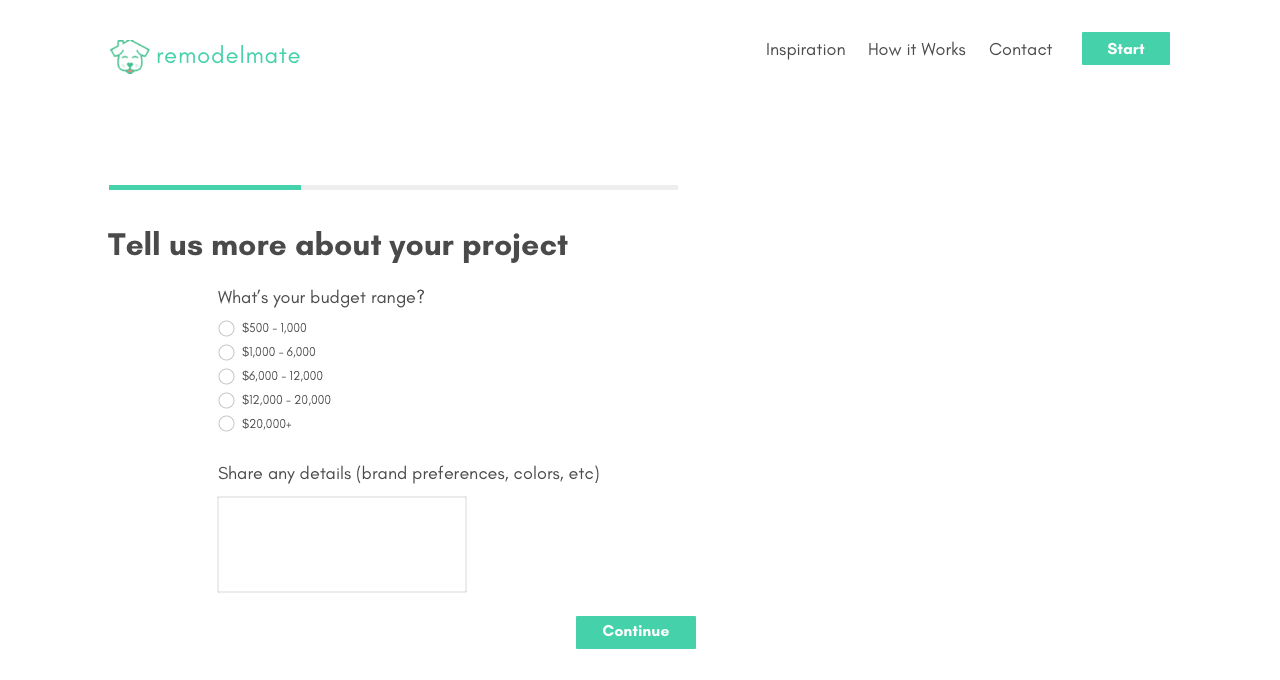 remodelmate
Inspiration
How it Works
Contact
Start
Tell us more about your project
What's your budget range?
$500 - 1,000
$1,000 - 6,000
$6,000 - 12,000
$12,000 - 20,000
$20,000+
Share any details (brand preferences, colors, etc)
Continue